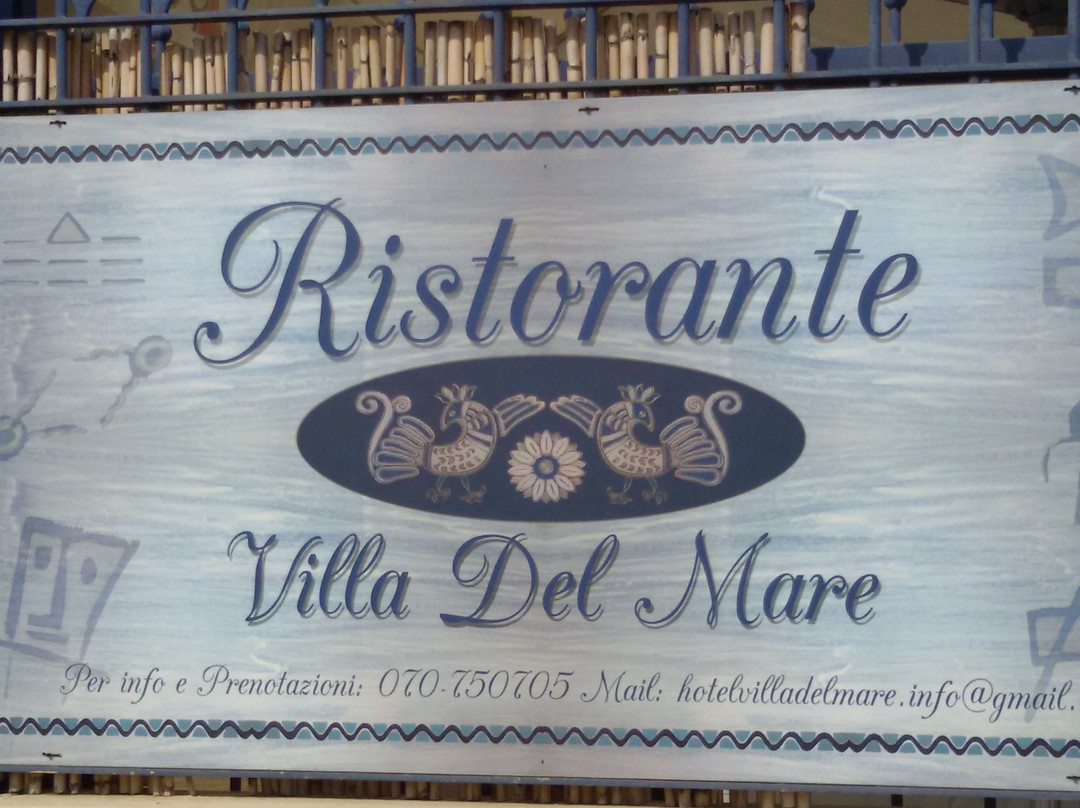 Ristorante
Villa Del Mare
Per info e Prenotazioni: 070-750705 Mail: hotelvilladelmare.info@gmail.